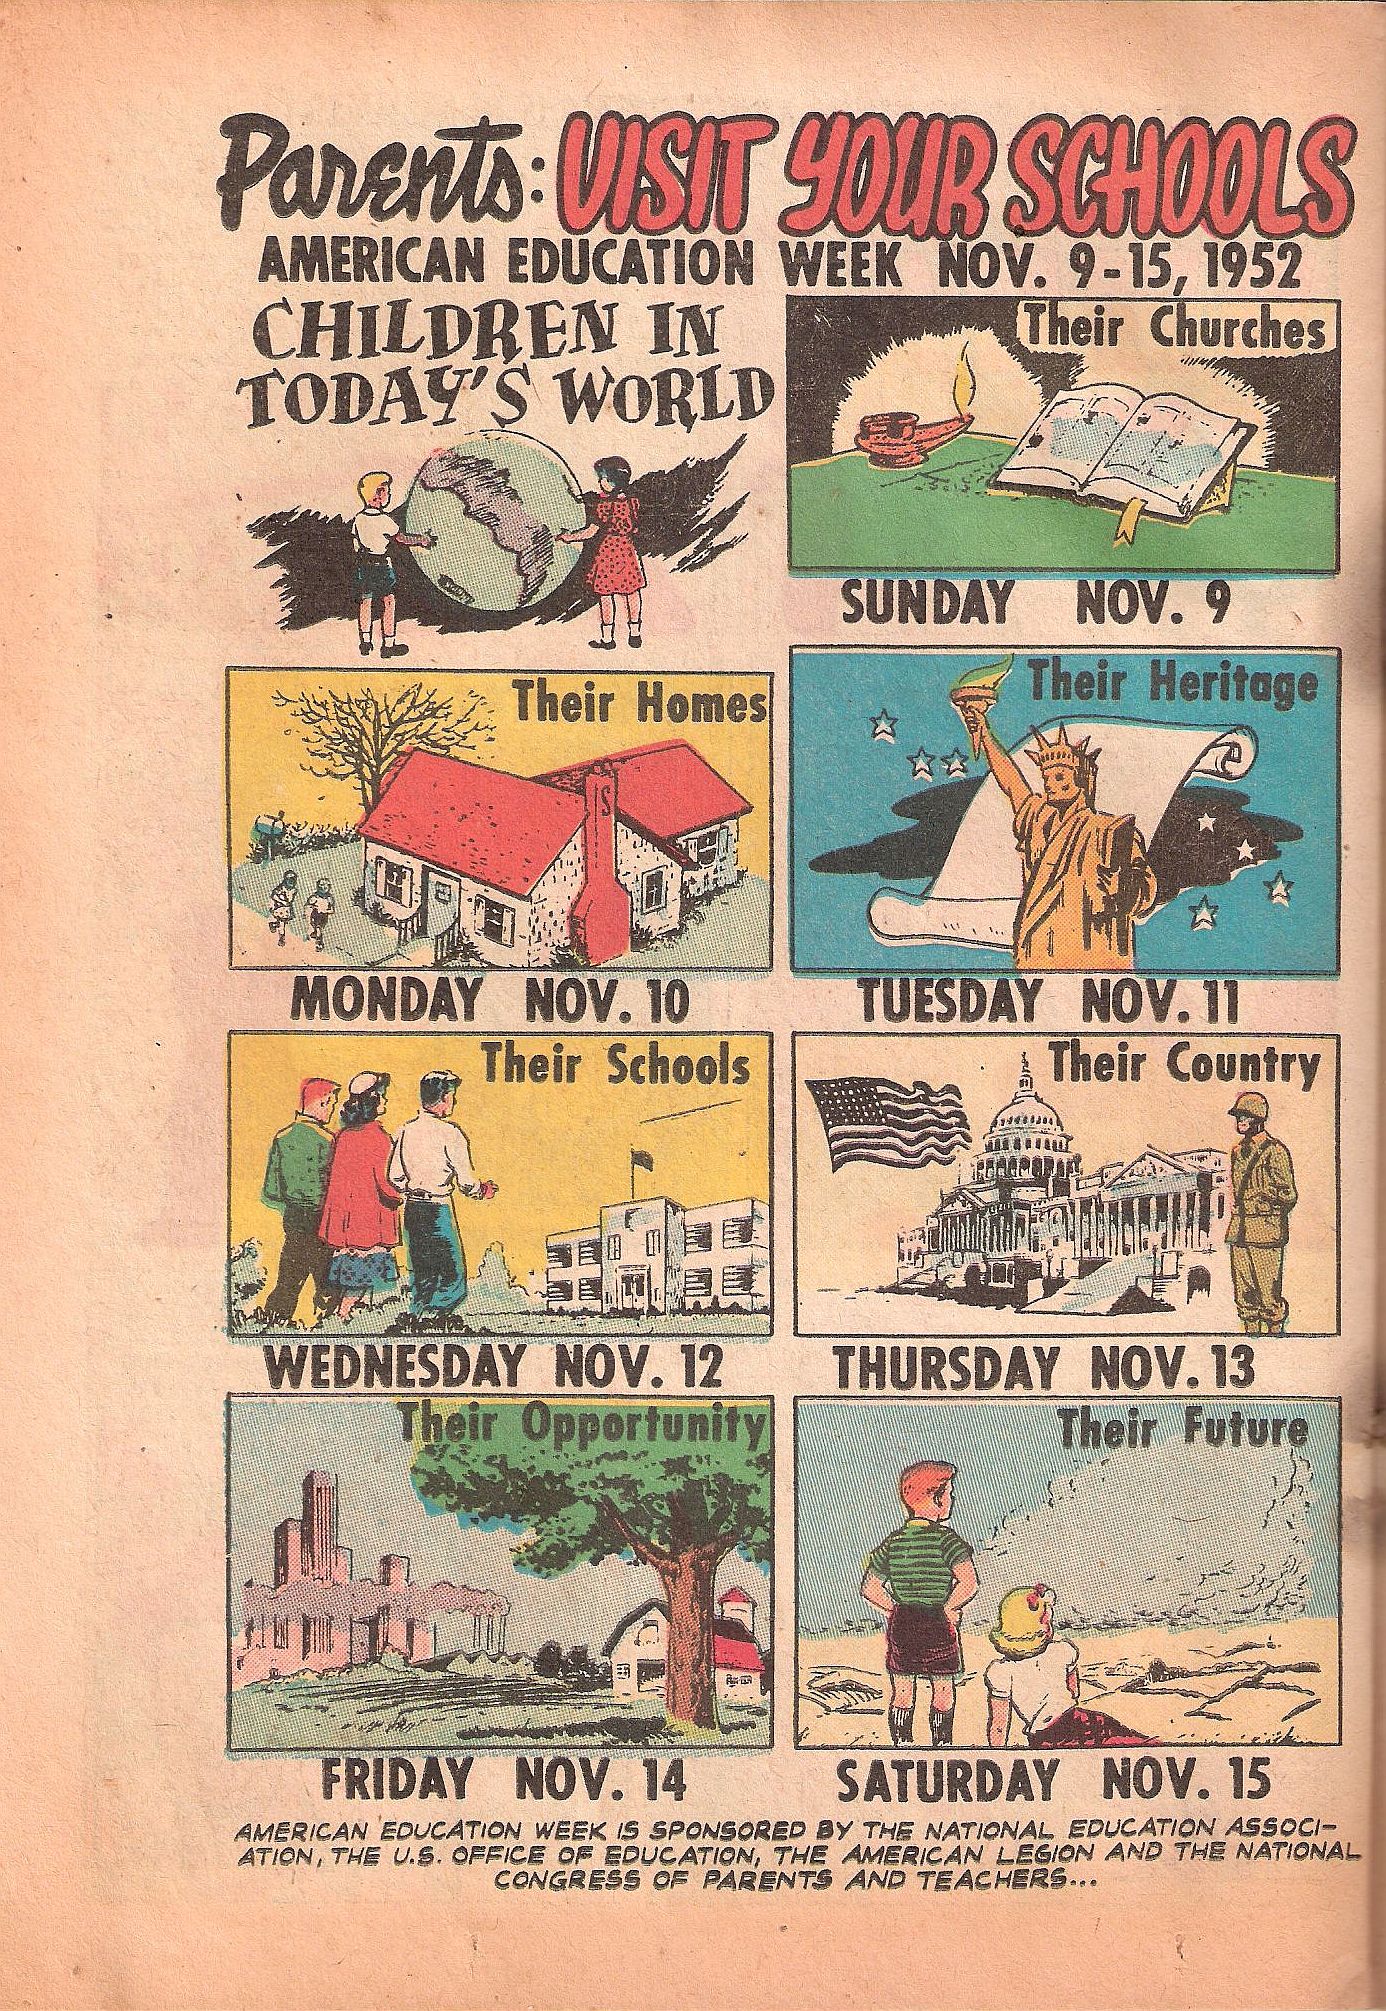 Parents: VISIT YOUR SCHOOLS
AMERICAN EDUCATION WEEK NOV. 9-15, 1952
CHILDREN IN
TODAY'S WORLD
Their Churches
SUNDAY NOV. 9
Their Homes
MONDAY NOV. 10
Their Heritage
TUESDAY NOV. 11
Their Schools
WEDNESDAY NOV. 12
Their Country
THURSDAY NOV. 13
Their Opportunity
FRIDAY NOV. 14
Their Future
SATURDAY NOV. 15
AMERICAN EDUCATION WEEK IS SPONSORED BY THE NATIONAL EDUCATION ASSOCI-
ATION, THE U.S. OFFICE OF EDUCATION, THE AMERICAN LEGION AND THE NATIONAL
CONGRESS OF PARENTS AND TEACHERS...